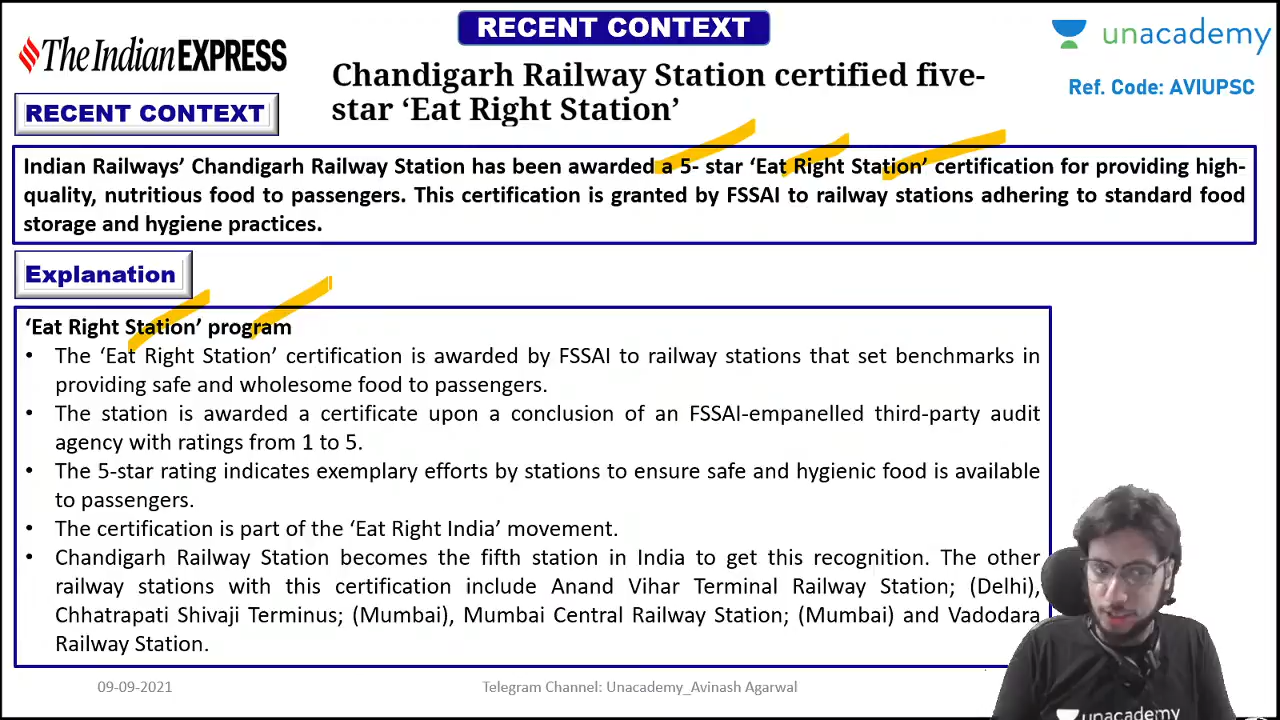 RECENT CONTEXT
The Indian EXPRESS
unacademy
Chandigarh Railway Station certified five-
star ‘Eat Right Station’
Ref. Code: AVIUPSC
RECENT CONTEXT
Indian Railways’ Chandigarh Railway Station has been awarded a 5- star ‘Eat Right Station’ certification for providing high-
quality, nutritious food to passengers. This certification is granted by FSSAI to railway stations adhering to standard food
storage and hygiene practices.
Explanation
‘Eat Right Station’ program
• The ‘Eat Right Station’ certification is awarded by FSSAI to railway stations that set benchmarks in
providing safe and wholesome food to passengers.
• The station is awarded a certificate upon a conclusion of an FSSAI-empanelled third-party audit
agency with ratings from 1 to 5.
• The 5-star rating indicates exemplary efforts by stations to ensure safe and hygienic food is available
to passengers.
• The certification is part of the ‘Eat Right India’ movement.
• Chandigarh Railway Station becomes the fifth station in India to get this recognition. The other
railway stations with this certification include Anand Vihar Terminal Railway Station; (Delhi),
Chhatrapati Shivaji Terminus; (Mumbai), Mumbai Central Railway Station; (Mumbai) and Vadodara
Railway Station.
09-09-2021
Telegram Channel: Unacademy_Avinash Agarwal
unacademy